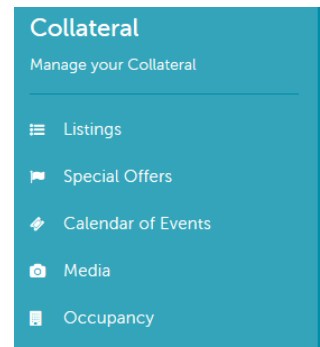 Collateral
Manage your Collateral
Listings
Special Offers
Calendar of Events
Media
Occupancy